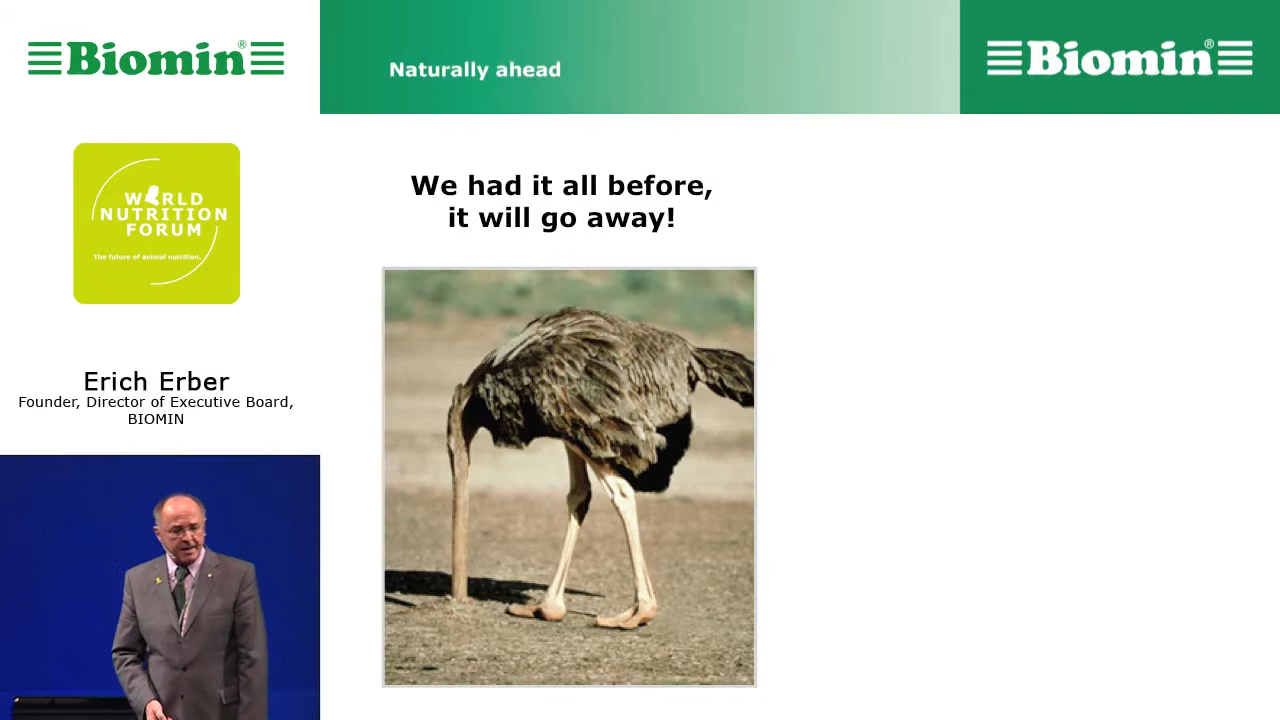 Biomin®
Naturally ahead
Biomin®
WORLD
NUTRITION
FORUM
The future of animal nutrition.
We had it all before,
it will go away!
Erich Erber
Founder, Director of Executive Board,
BIOMIN